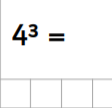 4³ =